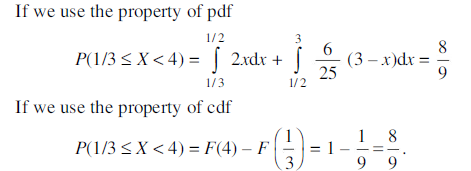 If we use the property of pdf
P(1/3 ≤ X < 4) = ∫_{1/3}^{1/2} 2xdx + ∫_{1/2}^{3} 6/25 (3 – x)dx = 8/9
If we use the property of cdf
P(1/3 ≤ X < 4) = F(4) – F(1/3) = 1 – 1/9 = 8/9.